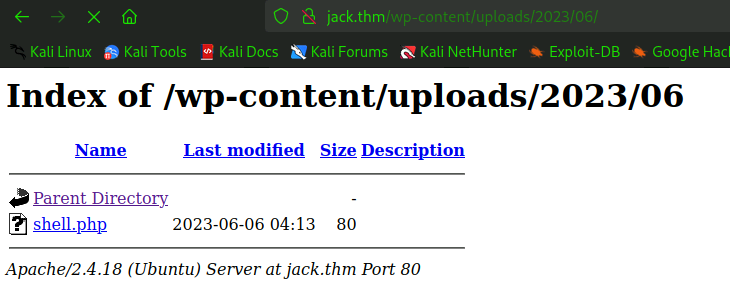 jack.thm/wp-content/uploads/2023/06/
Kali Linux Kali Tools Kali Docs Kali Forums Kali NetHunter Exploit-DB Google Hac
Index of /wp-content/uploads/2023/06
Name Last modified Size Description
Parent Directory -
shell.php 2023-06-06 04:13 80
Apache/2.4.18 (Ubuntu) Server at jack.thm Port 80